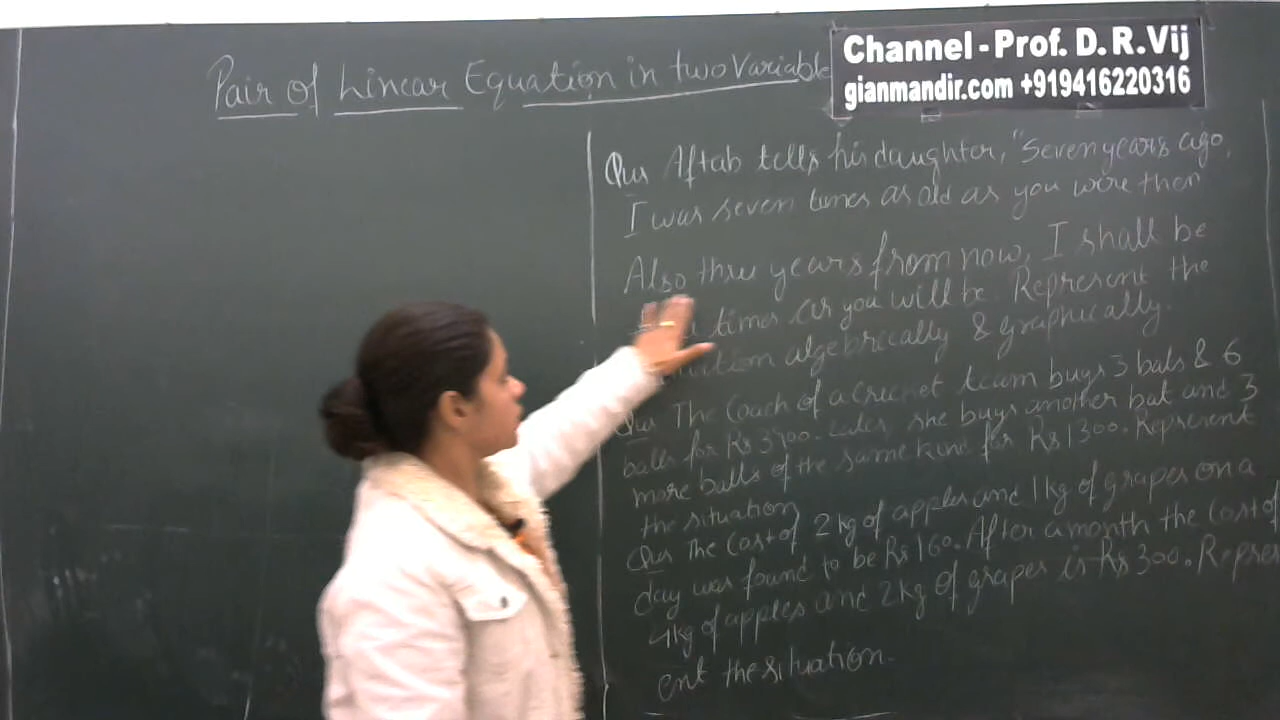 Pair of Linear Equation in two Variable
Channel - Prof. D. R. Vij
gianmandir.com +919416220316
Qus Aftab tells his daughter, "Seven years ago,
I was seven times as old as you were then
Also three years from now, I shall be
times as you will be. Represent the
algebrically & graphically.
Qus The Coach of a Cricket team buys 3 bats & 6
balls for Rs 3900. Later she buys another bat and 3
more balls of the same kind for Rs 1300. Represent
the situation
Qus The Cost of 2 kg of apples and 1 kg of grapes on a
day was found to be Rs 160. After a month the Cost of
4kg of apples and 2kg of grapes is Rs 300. Repres
ent the situation.